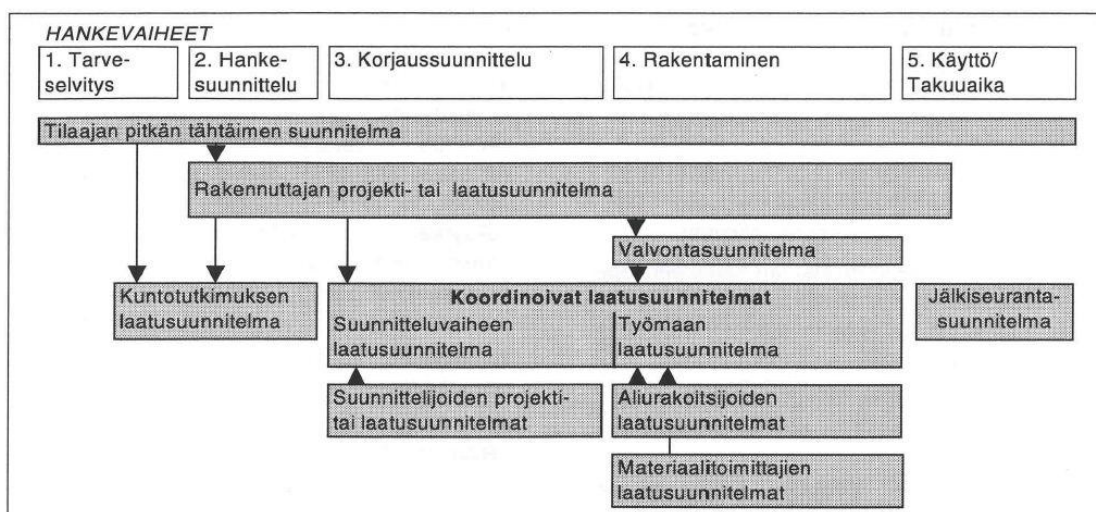 HANKEVAIHEET
1. Tarve-
selvitys
2. Hanke-
suunnittelu
3. Korjaussuunnittelu
4. Rakentaminen
5. Käyttö/
Takuuaika
Tilaajan pitkän tähtäimen suunnitelma
Rakennuttajan projekti- tai laatusuunnitelma
Valvontasuunnitelma
Kuntotutkimuksen
laatusuunnitelma
Koordinoivat laatusuunnitelmat
Suunnitteluvaiheen
laatusuunnitelma
Työmaan
laatusuunnitelma
Jälkiseuranta-
suunnitelma
Suunnittelijoiden projekti-
tai laatusuunnitelmat
Aliurakoitsijoiden
laatusuunnitelmat
Materiaalitoimittajien
laatusuunnitelmat